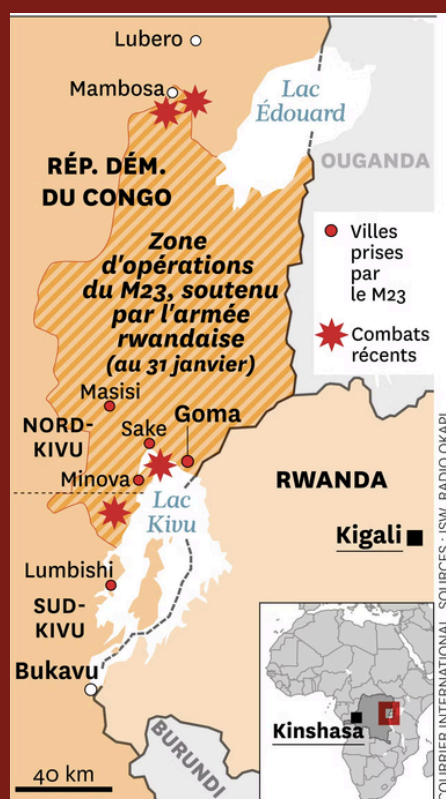 Lubero
Mambosa
Lac
Édouard
OUGANDA
RÉP. DÉM.
DU CONGO
Zone
d'opérations
du M23, soutenu
par l'armée
rwandaise
(au 31 janvier)
Villes
prises
par
le M23
Combats
récents
Masisi
NORD-
KIVU
Sake
Goma
Minova
Lac
Kivu
RWANDA
Kigali
Lumbishi
SUD-
KIVU
Bukavu
BURUNDI
40 km
Kinshasa
COURRIER INTERNATIONAL. SOURCES : ISW, RADIO OKAPI